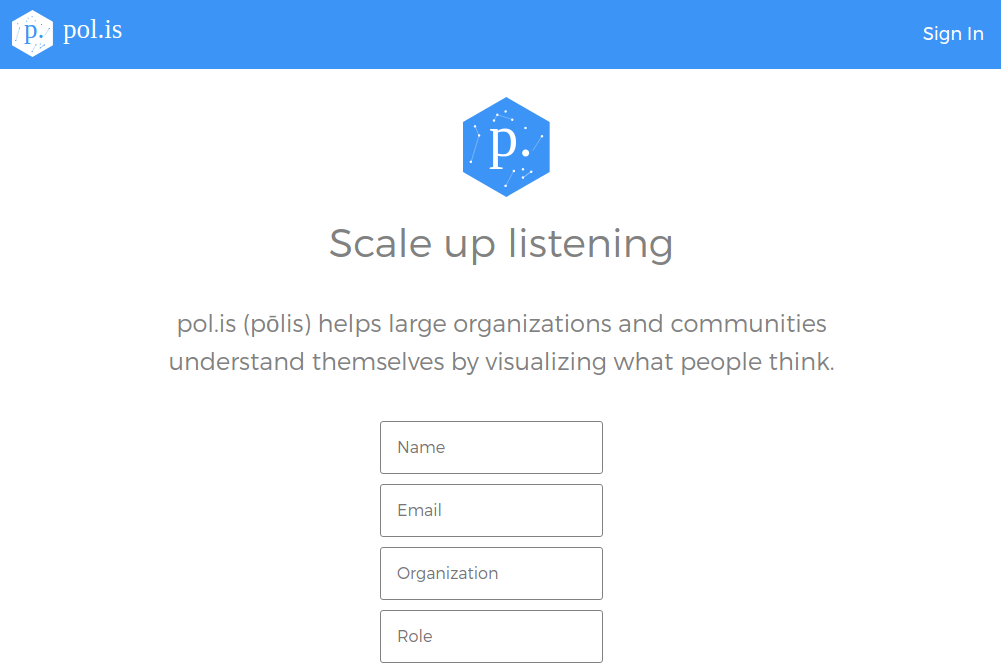 p. pol.is
Sign In
p.
Scale up listening
pol.is (pōlis) helps large organizations and communities
understand themselves by visualizing what people think.
Name
Email
Organization
Role